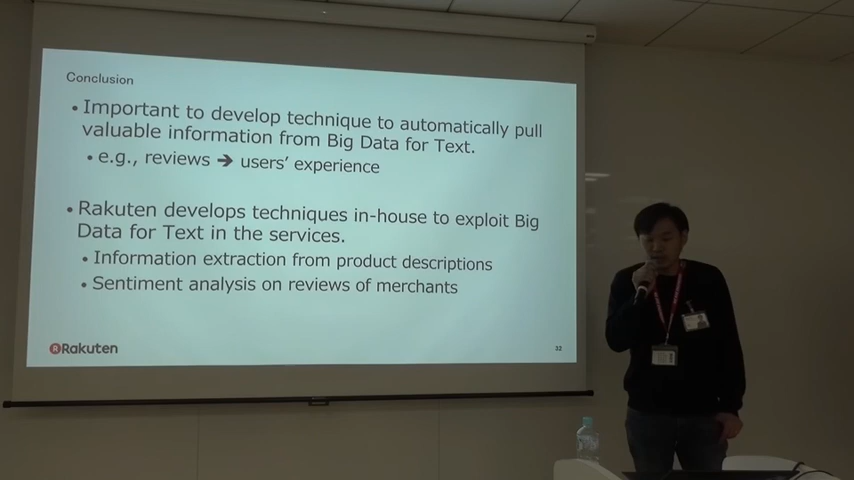 Conclusion
• Important to develop technique to automatically pull
valuable information from Big Data for Text.
• e.g., reviews ➔ users' experience
• Rakuten develops techniques in-house to exploit Big
Data for Text in the services.
• Information extraction from product descriptions
• Sentiment analysis on reviews of merchants
Rakuten
32